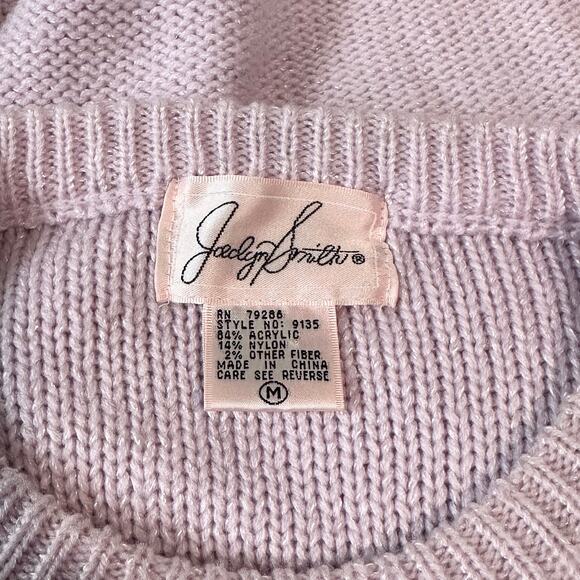 Jaclyn Smith®
RN 79286
STYLE NO: 9135
84% ACRYLIC
14% NYLON
2% OTHER FIBER
MADE IN CHINA
CARE SEE REVERSE
M